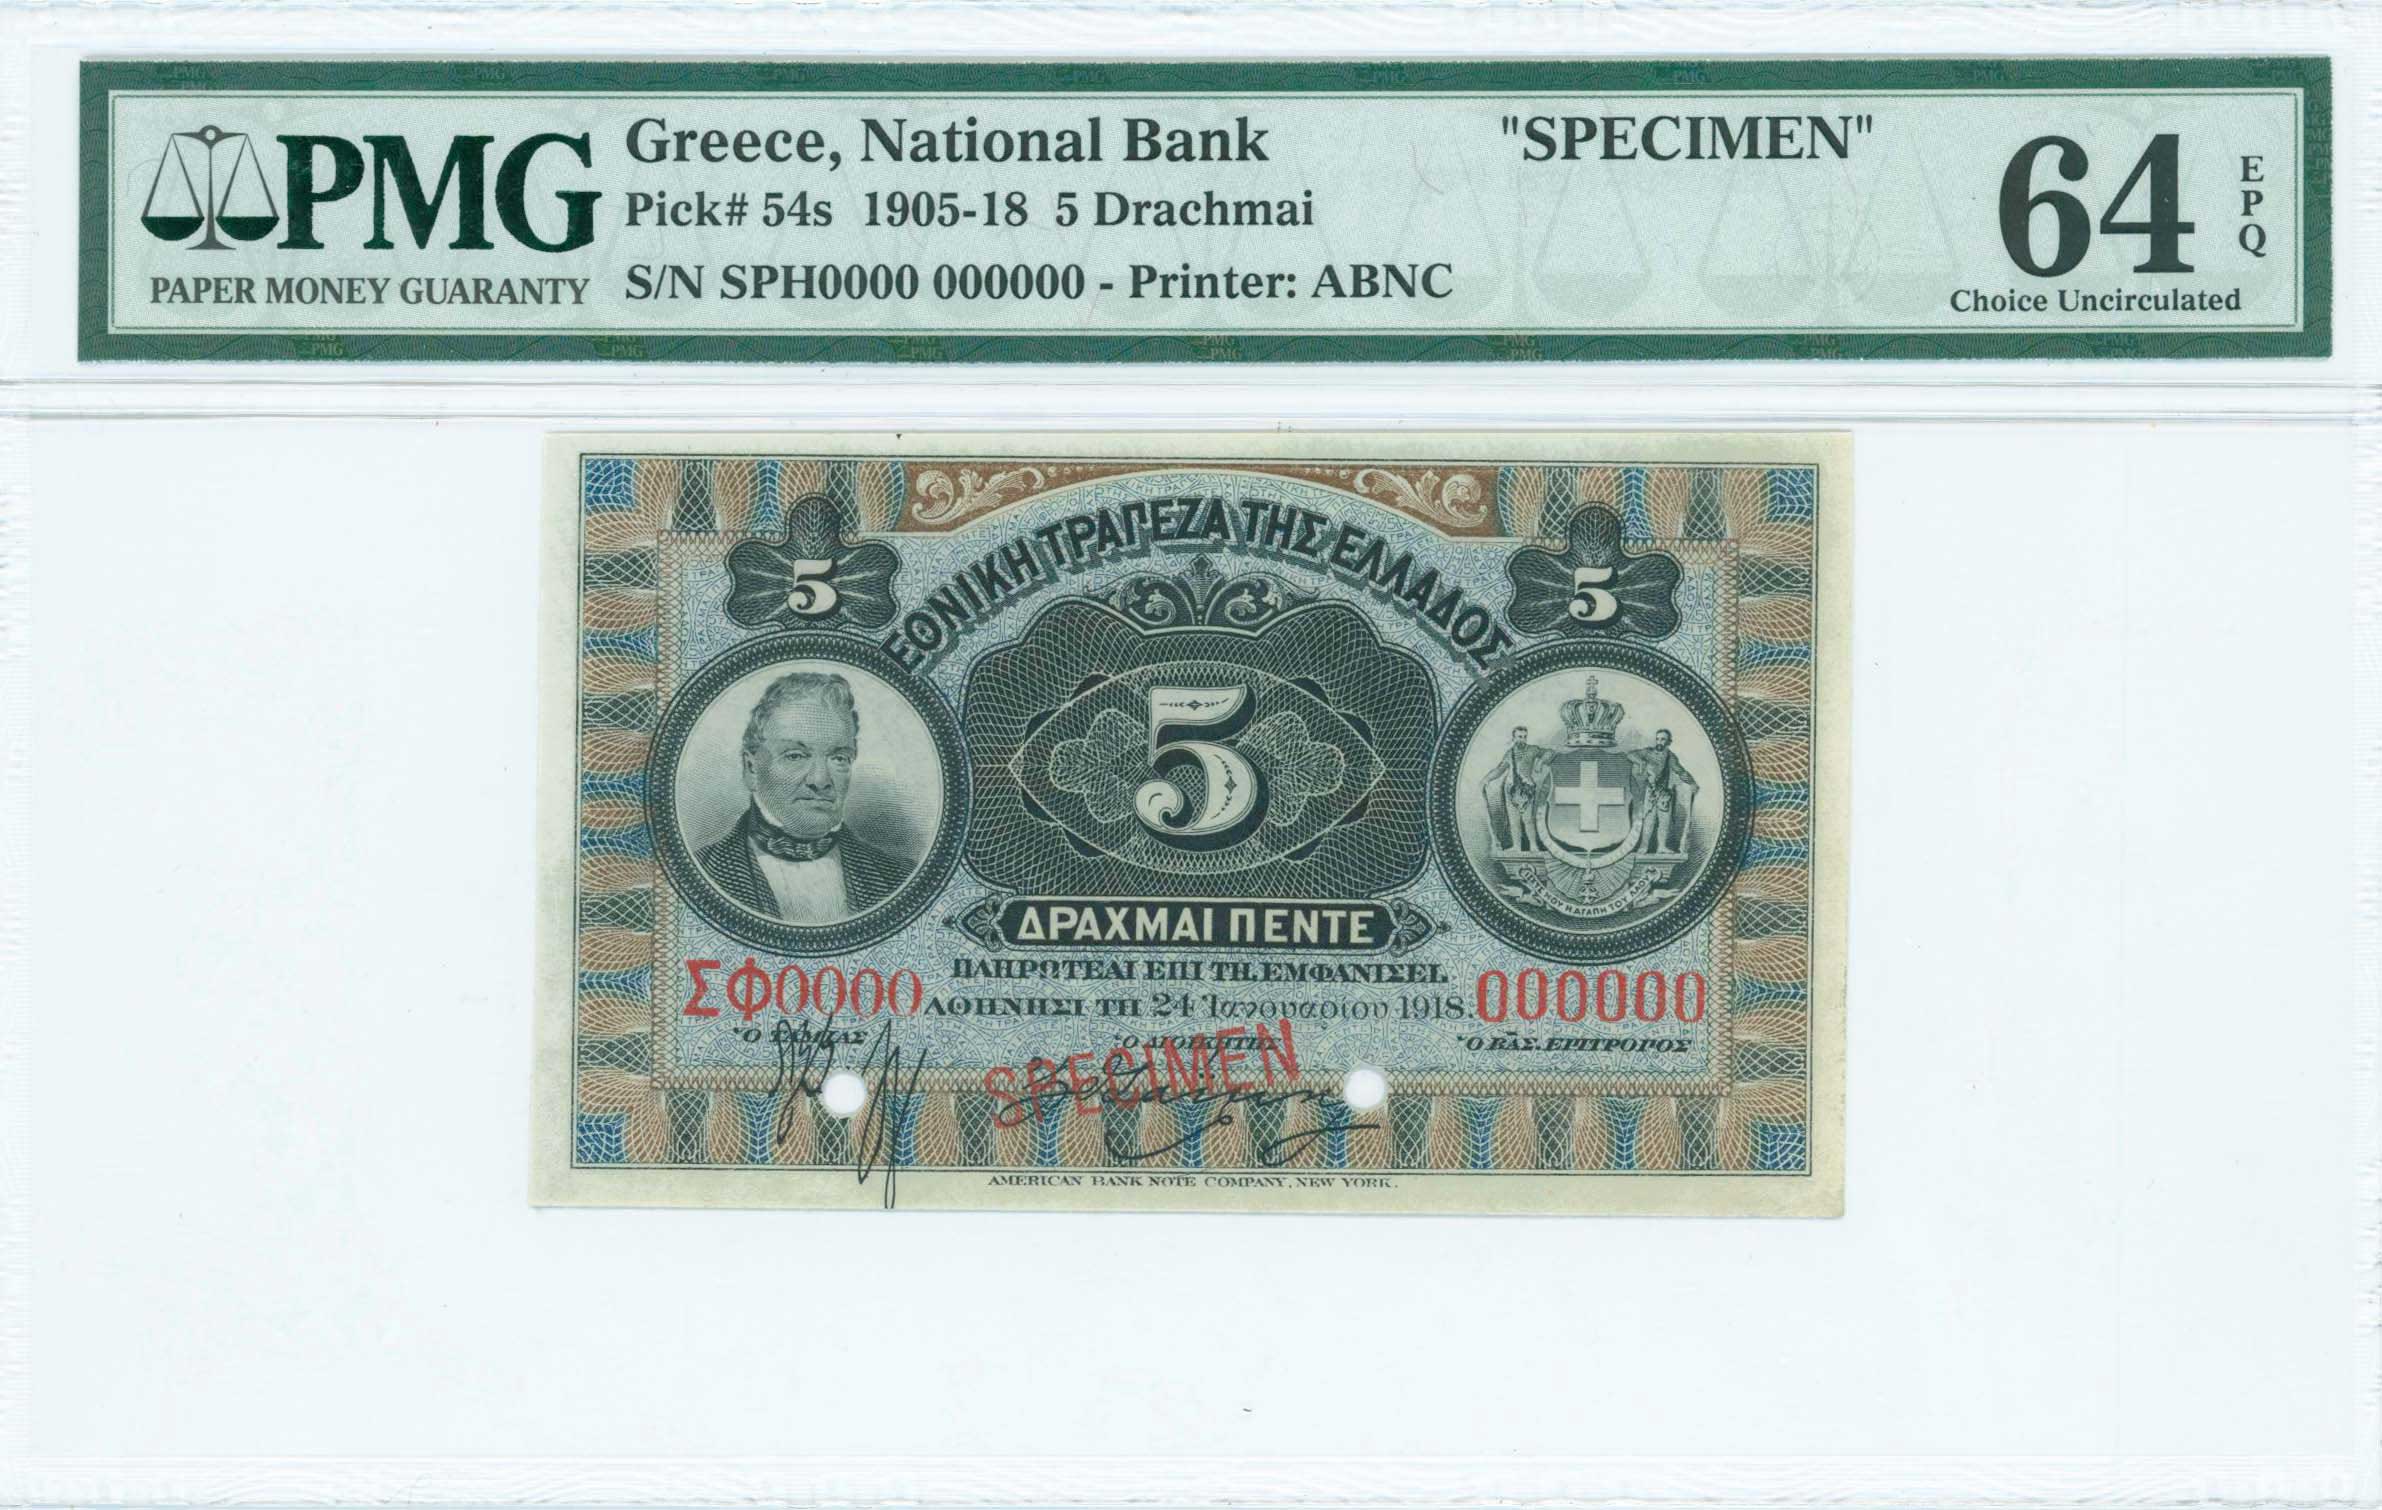 PMG
PAPER MONEY GUARANTY
Greece, National Bank
"SPECIMEN"
Pick# 54s 1905-18 5 Drachmai
S/N SPH0000 000000 - Printer: ABNC
64
EPQ
Choice Uncirculated
ΕΘΝΙΚΗ ΤΡΑΠΕΖΑ ΤΗΣ ΕΛΛΑΔΟΣ
5
5
5
ΔΡΑΧΜΑΙ ΠΕΝΤΕ
ΠΛΗΡΩΤΕΑΙ ΕΠΙ ΤΗ, ΕΜΦΑΝΙΣΕΙ.
ΣΦ0000
ΑΘΗΝΗΣΙ ΤΗ 24 Ἰανουαρίου 1918.
000000
Ὁ ΔΙΟΙΚΗΤΗΣ
Ὁ ΒΑΣ. ΕΠΙΤΡΟΠΟΣ
SPECIMEN
AMERICAN BANK NOTE COMPANY, NEW YORK.